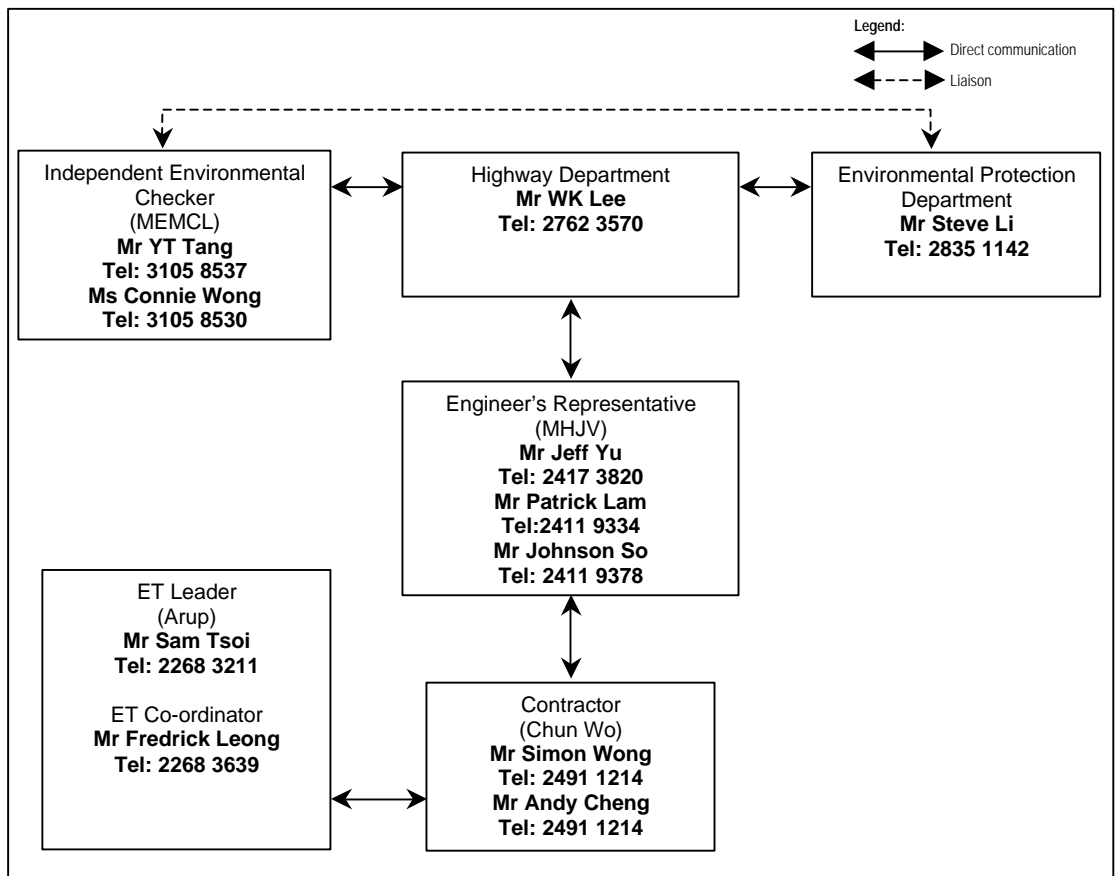 Legend:
Direct communication
Liaison
Independent Environmental
Checker
(MEMCL)
Mr YT Tang
Tel: 3105 8537
Ms Connie Wong
Tel: 3105 8530
Highway Department
Mr WK Lee
Tel: 2762 3570
Environmental Protection
Department
Mr Steve Li
Tel: 2835 1142
Engineer's Representative
(MHJV)
Mr Jeff Yu
Tel: 2417 3820
Mr Patrick Lam
Tel:2411 9334
Mr Johnson So
Tel: 2411 9378
ET Leader
(Arup)
Mr Sam Tsoi
Tel: 2268 3211
ET Co-ordinator
Mr Fredrick Leong
Tel: 2268 3639
Contractor
(Chun Wo)
Mr Simon Wong
Tel: 2491 1214
Mr Andy Cheng
Tel: 2491 1214